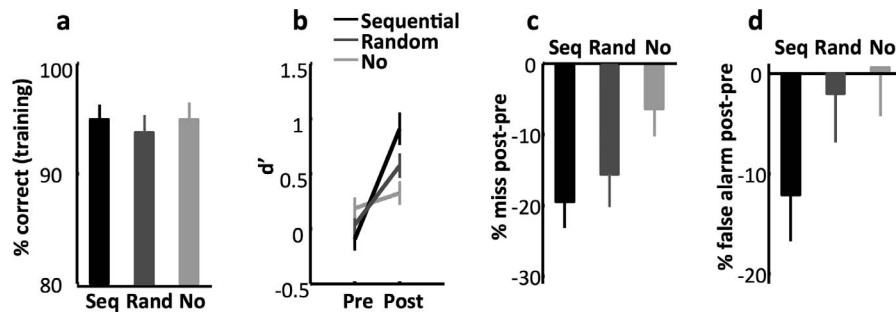 a
% correct (training)
100
90
80
Seq Rand No
b
Sequential
Random
No
d'
1.5
1
0.5
0
-0.5
Pre Post
c
Seq Rand No
% miss post-pre
0
-10
-20
-30
d
Seq Rand No
% false alarm post-pre
0
-10
-20